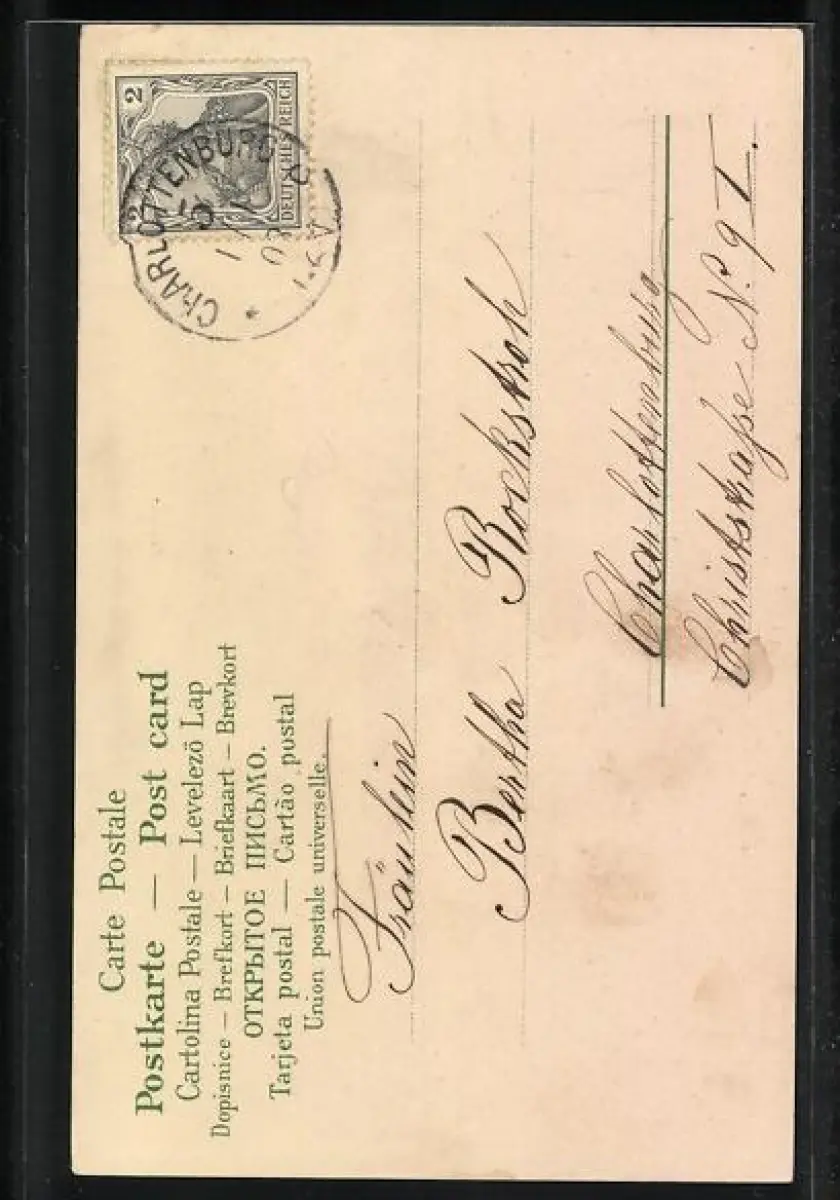 Carte Postale
Postkarte — Post card
Cartolina Postale — Levelező Lap
Dopisnice — Brefkort — Briefkaart — Brevkort
ОТКРЫТОЕ ПИСЬМО.
Tarjeta postal — Cartão postal
Union postale universelle.
2 2
DEUTSCHES REICH
CHARLOTTENBURG
Fräulein
Bertha Rockstroh
Charlottenburg
Christstraße N. 9 I.